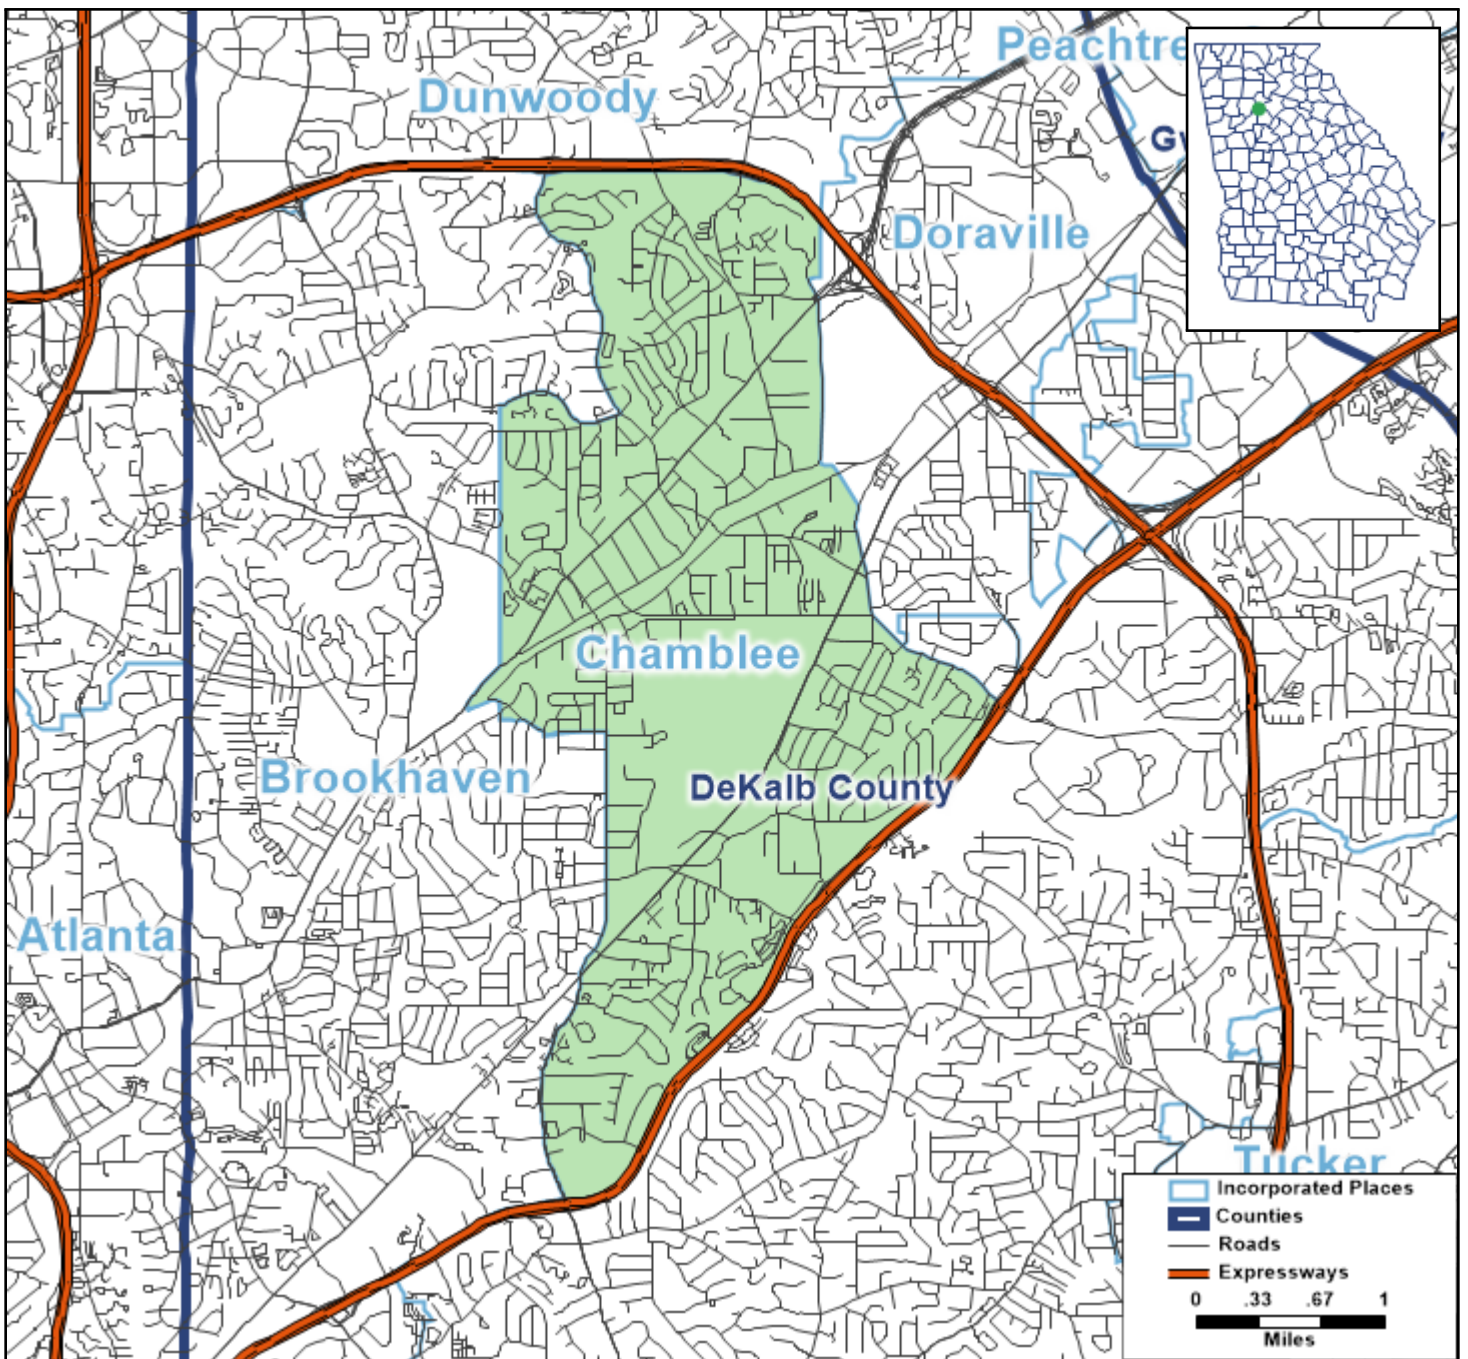 Peachtre
Dunwoody
Gv
Doraville
Chamblee
Brookhaven
DeKalb County
Atlanta
Tucker
Incorporated Places
Counties
Roads
Expressways
0 .33 .67 1
Miles